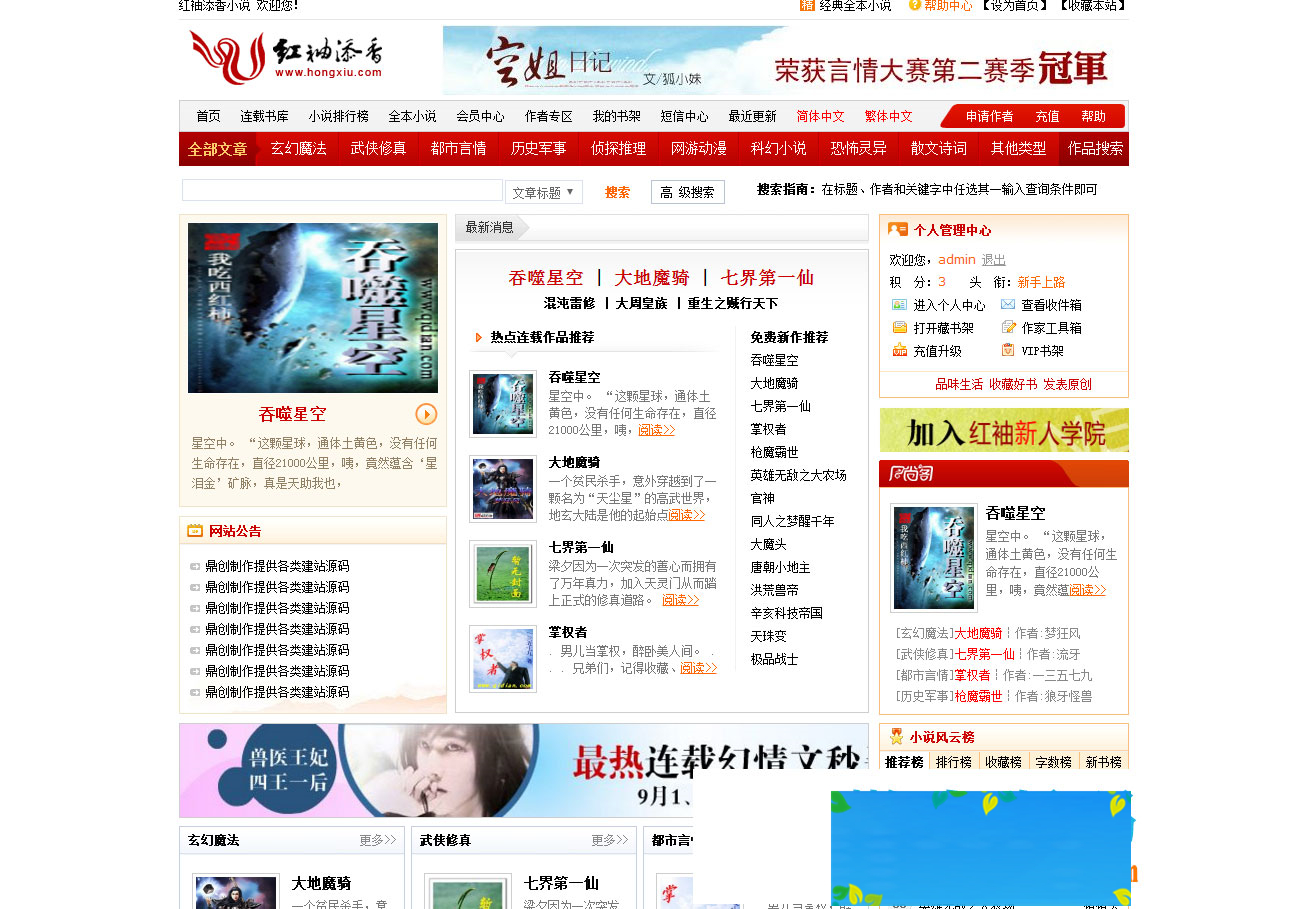 红袖添香小说 欢迎您！
经典全本小说 帮助中心 【设为首页】 【收藏本站】
红袖添香
www.hongxiu.com
空姐日记 文/狐小妹
荣获言情大赛第二赛季冠军
首页 连载书库 小说排行榜 全本小说 会员中心 作者专区 我的书架 短信中心 最近更新 简体中文 繁体中文 申请作者 充值 帮助
全部文章 玄幻魔法 武侠修真 都市言情 历史军事 侦探推理 网游动漫 科幻小说 恐怖灵异 散文诗词 其他类型 作品搜索
文章标题 搜索 高 级搜索 搜索指南：在标题、作者和关键字中任选其一输入查询条件即可
吞噬星空
我吃西红柿
www.qidian.com
吞噬星空
星空中。 “这颗星球，通体土黄色，没有任何
生命存在，直径21000公里，咦，竟然蕴含‘星
泪金’矿脉，真是天助我也，
网站公告
鼎创制作提供各类建站源码
鼎创制作提供各类建站源码
鼎创制作提供各类建站源码
鼎创制作提供各类建站源码
鼎创制作提供各类建站源码
鼎创制作提供各类建站源码
鼎创制作提供各类建站源码
最新消息
吞噬星空 | 大地魔骑 | 七界第一仙
混沌雷修 | 大周皇族 | 重生之贼行天下
热点连载作品推荐
吞噬星空
星空中。 “这颗星球，通体土
黄色，没有任何生命存在，直径
21000公里，咦，阅读>>
大地魔骑
一个贫民杀手，意外穿越到了一
颗名为“天尘星”的高武世界，
地玄大陆是他的起始点阅读>>
暂无封面
七界第一仙
梁夕因为一次突发的善心而拥有
了万年真力，加入天灵门从而踏
上正式的修真道路。 阅读>>
掌权者
www.qidian.com
掌权者
. 男儿当掌权，醉卧美人间。 .
. . 兄弟们，记得收藏、阅读>>
免费新作推荐
吞噬星空
大地魔骑
七界第一仙
掌权者
枪魔霸世
英雄无敌之大农场
官神
同人之梦醒千年
大魔头
唐朝小地主
洪荒兽帝
辛亥科技帝国
天珠变
极品战士
个人管理中心
欢迎您，admin 退出
积 分：3 头 衔：新手上路
进入个人中心 查看收件箱
打开藏书架 作家工具箱
充值升级 VIP书架
品味生活 收藏好书 发表原创
加入红袖新人学院
风尚阁
吞噬星空
我吃西红柿
吞噬星空
星空中。 “这颗星球，
通体土黄色，没有任何生
命存在，直径21000公
里，咦，竟然蕴阅读>>
[玄幻魔法]大地魔骑┊作者:梦狂风
[武侠修真]七界第一仙┊作者:流牙
[都市言情]掌权者┊作者:一三五七九
[历史军事]枪魔霸世┊作者:狼牙怪兽
小说风云榜
推荐榜 排行榜 收藏榜 字数榜 新书榜
兽医王妃
四王一后
最热连载幻情文秒
9月1、
玄幻魔法 更多>>
大地魔骑
一个贫民杀手，意
武侠修真 更多>>
七界第一仙
梁夕因为一次突发
都市言
掌